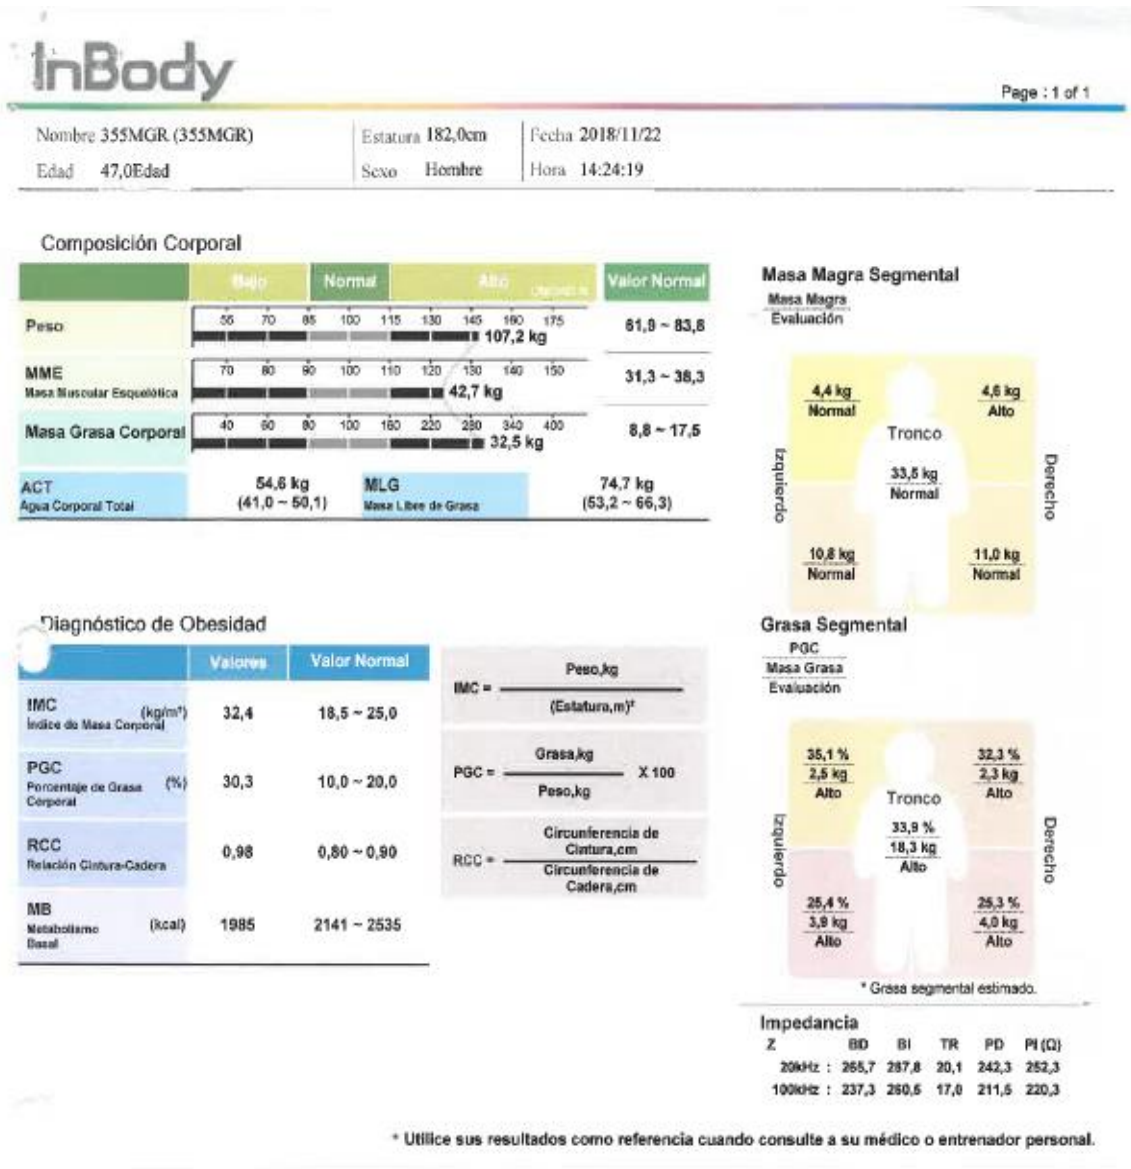 InBody
Page : 1 of 1
Nombre 355MGR (355MGR)
Estatura 182,0cm
Fecha 2018/11/22
Edad 47,0Edad
Sexo Hombre
Hora 14:24:19
Composición Corporal
Bajo Normal Alto Valor Normal
Peso
55 70 85 100 115 130 145 160 175
107,2 kg
61,9 ~ 83,8
MME
Masa Muscular Esquelética
70 80 90 100 110 120 130 140 150
42,7 kg
31,3 ~ 38,3
Masa Grasa Corporal
40 60 80 100 160 220 280 340 400
32,5 kg
8,8 ~ 17,5
ACT
Agua Corporal Total
54,6 kg
(41,0 ~ 50,1)
MLG
Masa Libre de Grasa
74,7 kg
(53,2 ~ 66,3)
Masa Magra Segmental
Masa Magra
Evaluación
4,4 kg
Normal
4,6 kg
Alto
Tronco
33,5 kg
Normal
Izquierdo
Derecho
10,8 kg
Normal
11,0 kg
Normal
Diagnóstico de Obesidad
Valores Valor Normal
IMC (kg/m²)
Índice de Masa Corporal
32,4
18,5 ~ 25,0
PGC (%)
Porcentaje de Grasa
Corporal
30,3
10,0 ~ 20,0
RCC
Relación Cintura-Cadera
0,98
0,80 ~ 0,90
MB (kcal)
Metabolismo
Basal
1985
2141 ~ 2535
IMC =
Peso,kg
(Estatura,m)²
PGC =
Grasa,kg
Peso,kg
X 100
RCC =
Circunferencia de
Cintura,cm
Circunferencia de
Cadera,cm
Grasa Segmental
PGC
Masa Grasa
Evaluación
35,1 %
2,5 kg
Alto
32,3 %
2,3 kg
Alto
Tronco
33,9 %
18,3 kg
Alto
Izquierdo
Derecho
25,4 %
3,9 kg
Alto
25,3 %
4,0 kg
Alto
* Grasa segmental estimado.
Impedancia
Z BD BI TR PD PI (Ω)
20kHz : 265,7 287,8 20,1 242,3 252,3
100kHz : 237,3 260,5 17,0 211,5 220,3
* Utilice sus resultados como referencia cuando consulte a su médico o entrenador personal.